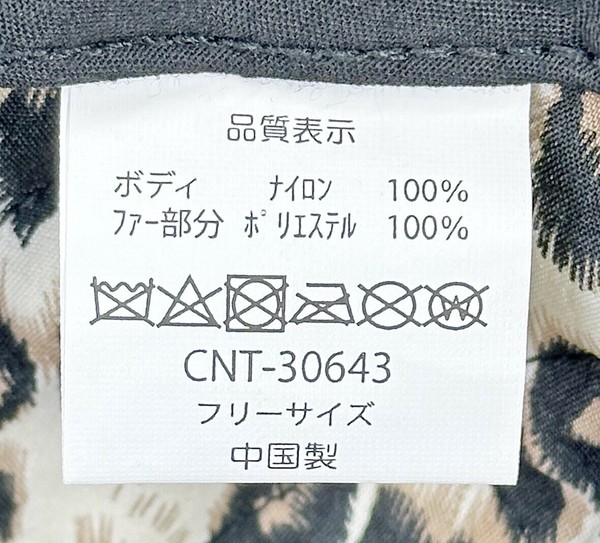 品質表示
ボディ ナイロン 100%
ファー部分 ポリエステル 100%
W
CNT-30643
フリーサイズ
中国製